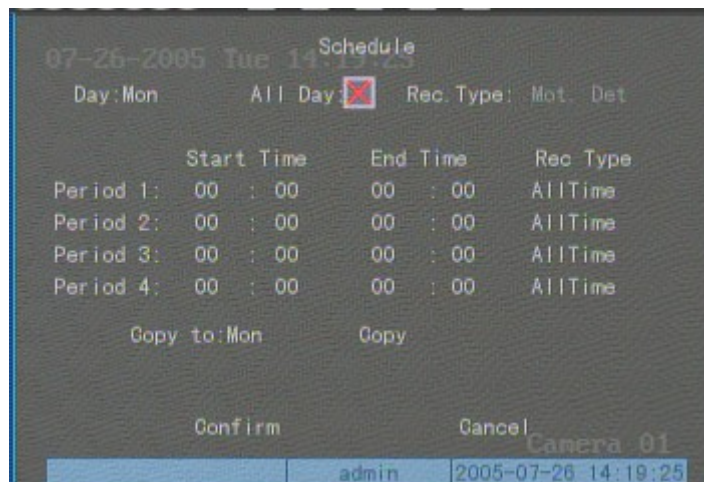 Schedule
07-26-2005 Tue 14:19:25
Day:Mon All Day: Rec.Type: Mot. Det
Start Time End Time Rec Type
Period 1: 00 : 00 00 : 00 AllTime
Period 2: 00 : 00 00 : 00 AllTime
Period 3: 00 : 00 00 : 00 AllTime
Period 4: 00 : 00 00 : 00 AllTime
Copy to:Mon Copy
Confirm Cancel
Camera 01
admin 2005-07-26 14:19:25